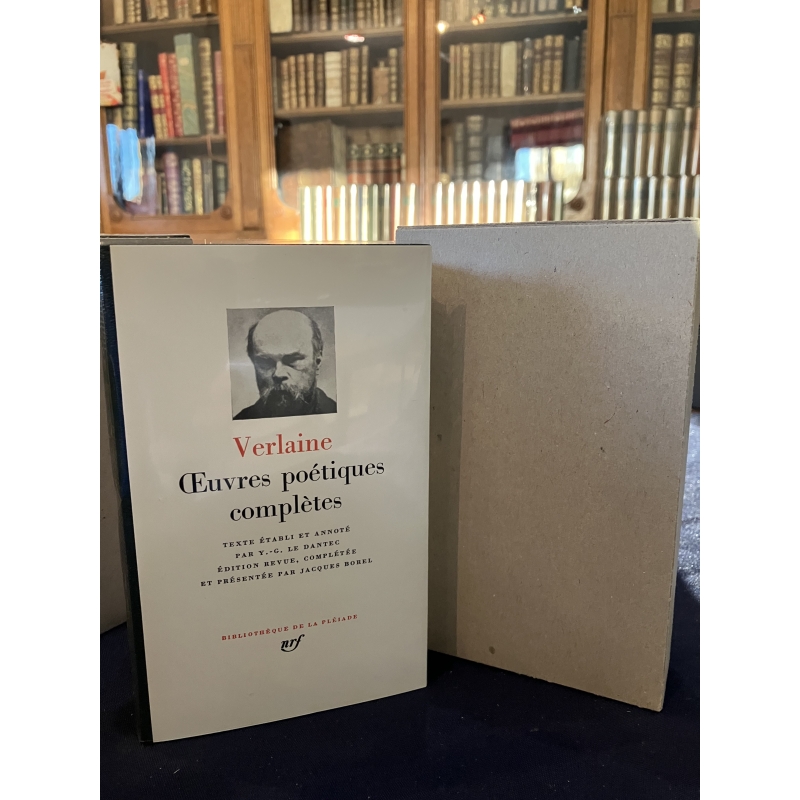 Verlaine
Œuvres poétiques
complètes
TEXTE ÉTABLI ET ANNOTÉ
PAR Y.-G. LE DANTEC
ÉDITION REVUE, COMPLÉTÉE
ET PRÉSENTÉE PAR JACQUES BOREL
BIBLIOTHÈQUE DE LA PLÉIADE
nrf